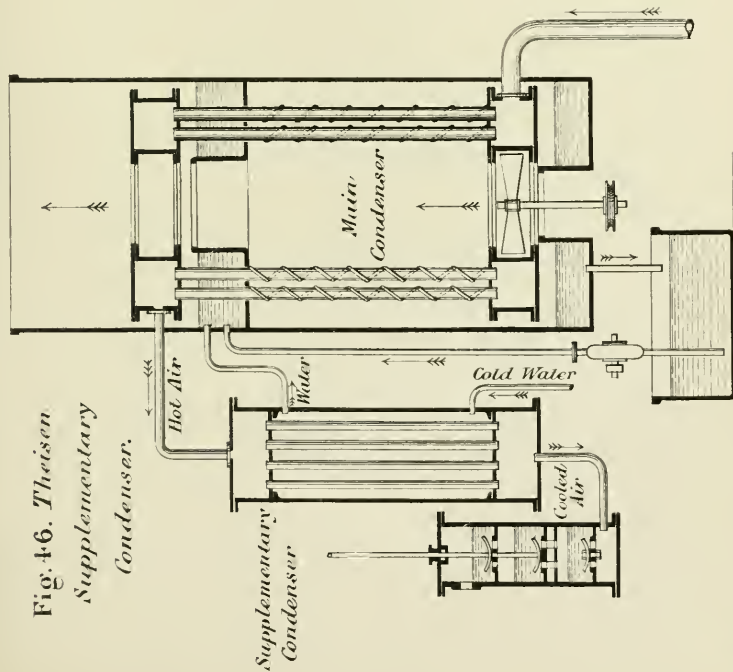 Fig. 46. Theisen
Supplementary
Condenser.
Main
Condenser
Hot Air
Water
Cold Water
Supplementary
Condenser
Cooled
Air